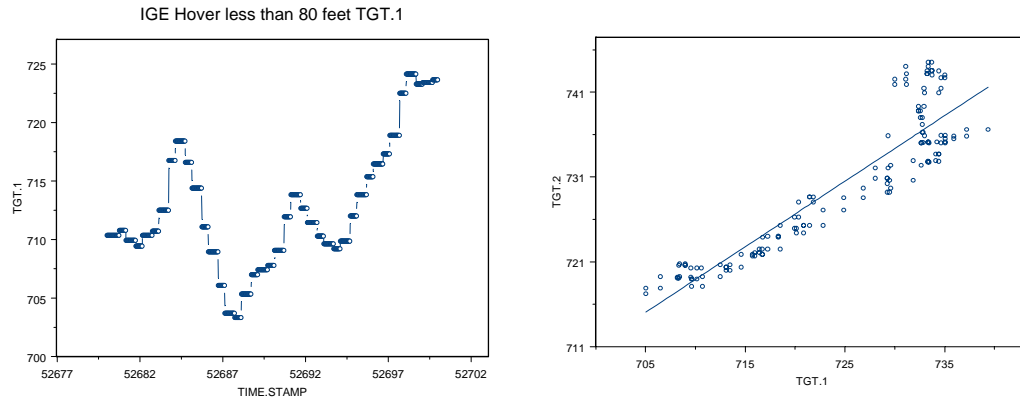 IGE Hover less than 80 feet TGT.1
725
720
715
710
705
700
TGT.1
52677 52682 52687 52692 52697 52702
TIME.STAMP
741
731
721
711
TGT.2
705 715 725 735
TGT.1